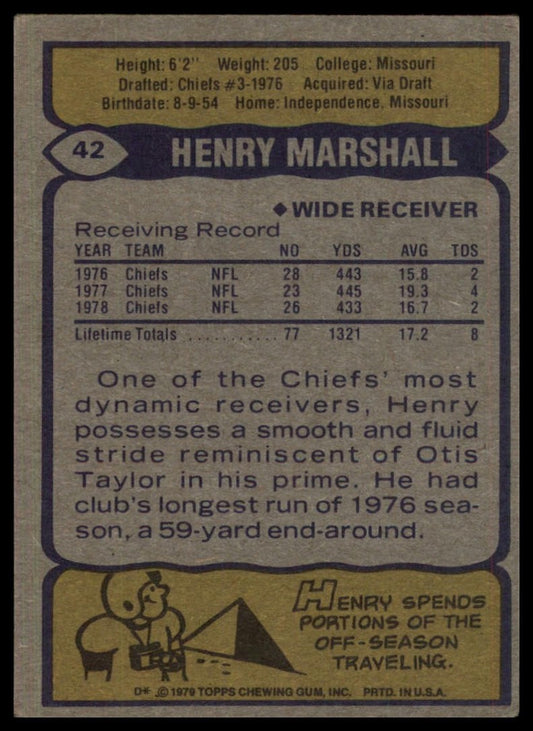 Height: 6'2" Weight: 205 College: Missouri
Drafted: Chiefs #3-1976 Acquired: Via Draft
Birthdate: 8-9-54 Home: Independence, Missouri
42 HENRY MARSHALL
◆ WIDE RECEIVER
Receiving Record
YEAR TEAM NO YDS AVG TDS
1976 Chiefs NFL 28 443 15.8 2
1977 Chiefs NFL 23 445 19.3 4
1978 Chiefs NFL 26 433 16.7 2
Lifetime Totals ........... 77 1321 17.2 8
One of the Chiefs' most
dynamic receivers, Henry
possesses a smooth and fluid
stride reminiscent of Otis
Taylor in his prime. He had
club's longest run of 1976 sea-
son, a 59-yard end-around.
HENRY SPENDS
PORTIONS OF THE
OFF-SEASON
TRAVELING.
D* © 1979 TOPPS CHEWING GUM, INC. PRTD. IN U.S.A.